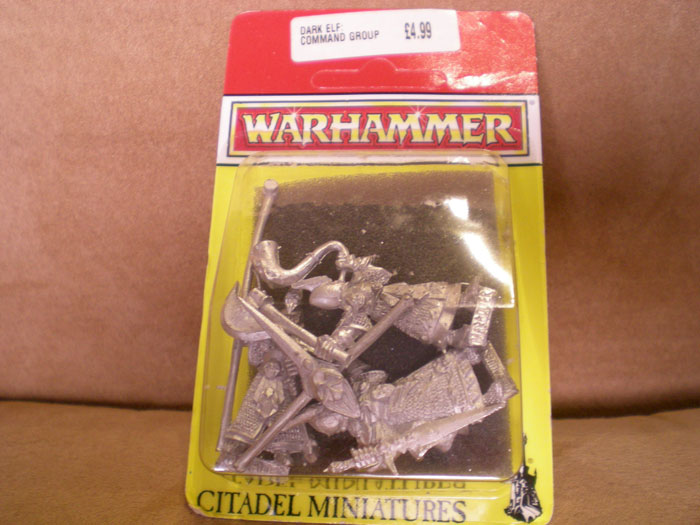 DARK ELF:
COMMAND GROUP
£4.99
WARHAMMER
®
CITADEL MINIATURES